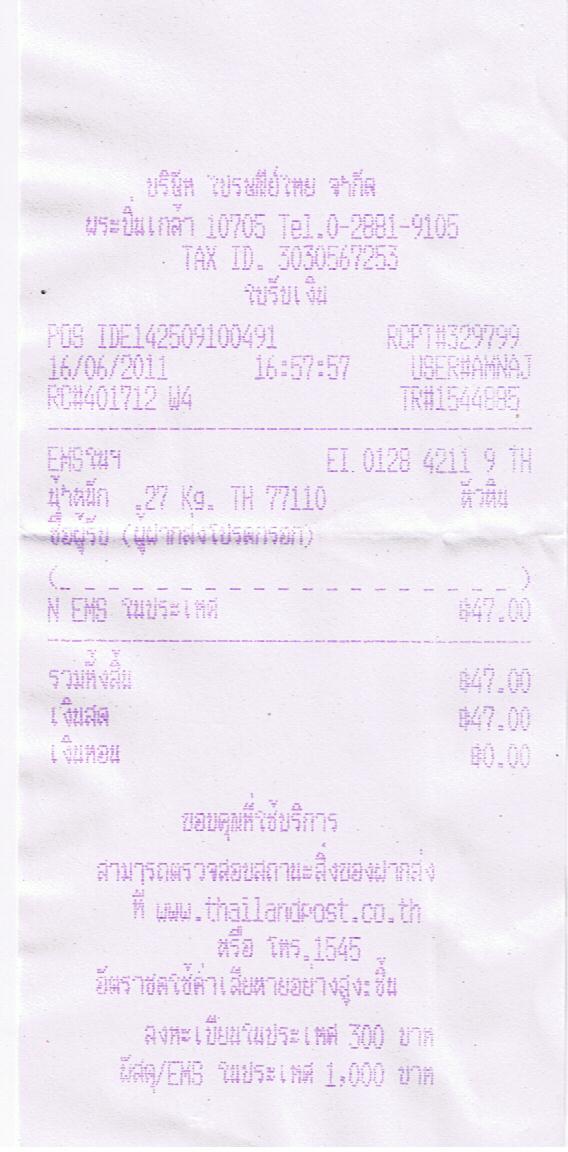 บริษัท ไปรษณีย์ไทย จำกัด
พระปิ่นเกล้า 10705 Tel.0-2881-9105
TAX ID. 3030567253
ใบรับเงิน
POS IDE142509100491 RCPT#329799
16/06/2011 16:57:57 USER#AMNAJ
RC#401712 W4 TR#1544885
EMSในฯ EI 0128 4211 9 TH
น้ำหนัก .27 Kg. TH 77110 หัวหิน
ชื่อผู้รับ (ผู้ฝากส่งโปรดกรอก)
(_ _ _ _ _ _ _ _ _ _ _ _ _ _ _ _ _ _ _)
N EMS ในประเทศ ฿47.00
รวมทั้งสิ้น ฿47.00
เงินสด ฿47.00
เงินทอน ฿0.00
ขอบคุณที่ใช้บริการ
สามารถตรวจสอบสถานะสิ่งของฝากส่ง
ที่ www.thailandpost.co.th
หรือ โทร.1545
อัตราชดใช้ค่าเสียหายอย่างสูงะชิ้น
ลงทะเบียนในประเทศ 300 บาท
พัสดุ/EMS ในประเทศ 1,000 บาท